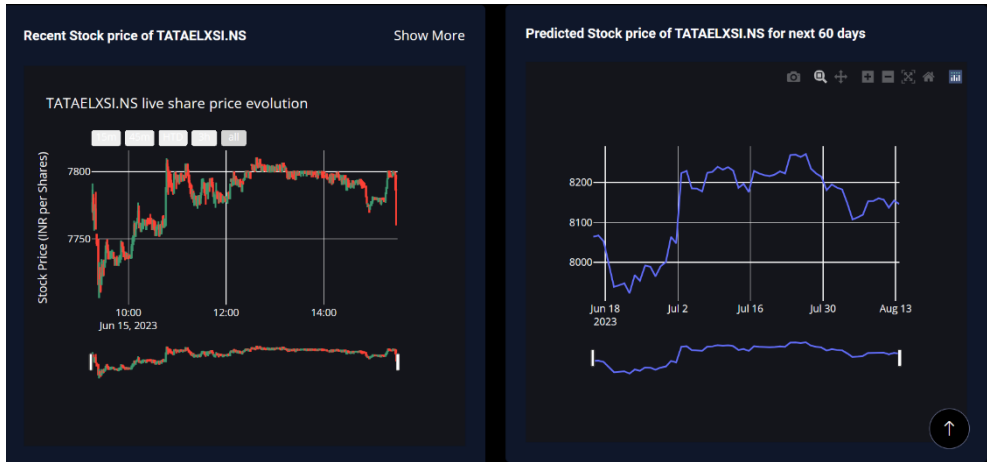 Recent Stock price of TATAELXSI.NS
Show More
TATAELXSI.NS live share price evolution
all
Stock Price (INR per Shares)
7800
7750
10:00
12:00
14:00
Jun 15, 2023
Predicted Stock price of TATAELXSI.NS for next 60 days
8200
8100
8000
Jun 18
2023
Jul 2
Jul 16
Jul 30
Aug 13